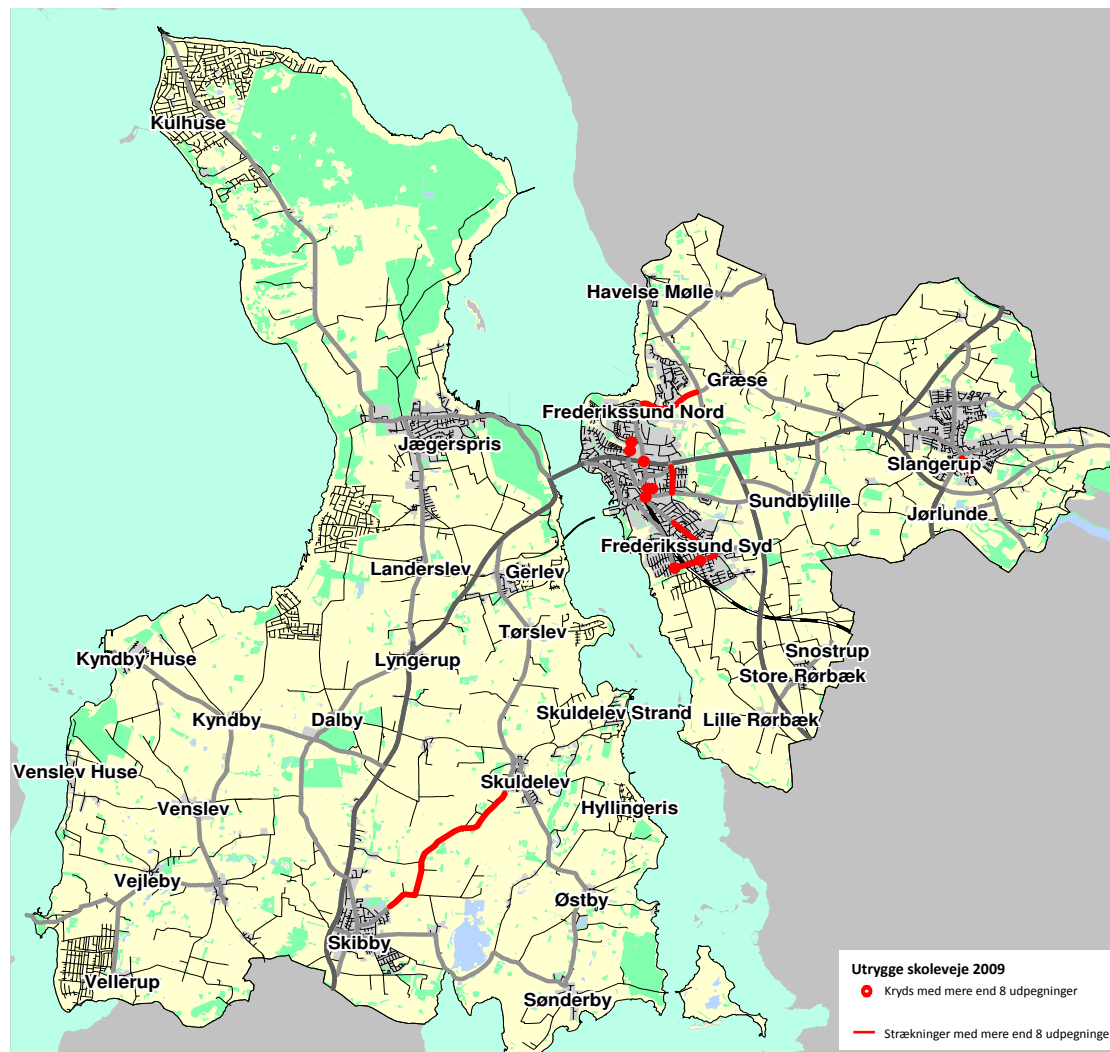 Kulhuse
Havelse Mølle
Græse
Frederikssund Nord
Jægerspris
Slangerup
Sundbylille
Jørlunde
Frederikssund Syd
Landerslev
Gerlev
Tørslev
Kyndby Huse
Lyngerup
Snostrup
Store Rørbæk
Skuldelev Strand
Lille Rørbæk
Kyndby
Dalby
Venslev Huse
Skuldelev
Venslev
Hyllingeris
Vejleby
Østby
Skibby
Vellerup
Sønderby
Utrygge skoleveje 2009
Kryds med mere end 8 udpegninger
Strækninger med mere end 8 udpegninge